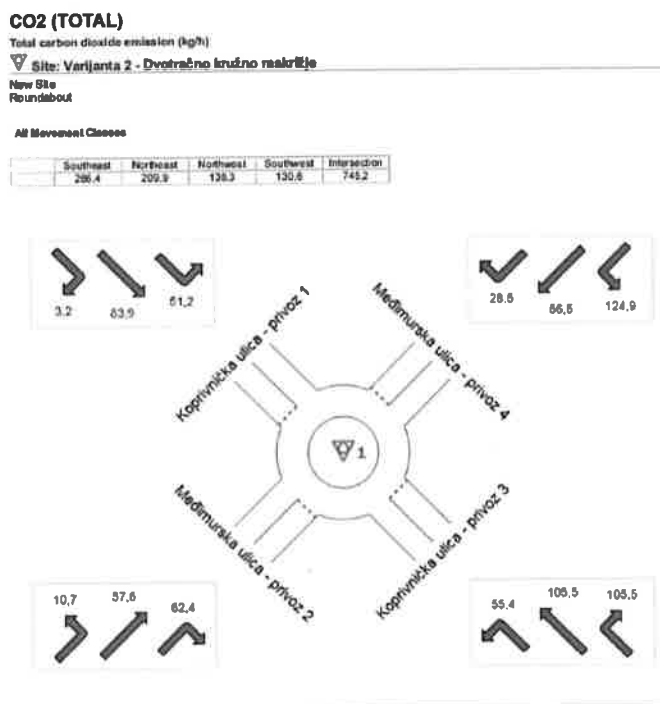 CO2 (TOTAL)
Total carbon dioxide emission (kg/h)
Site: Varijanta 2 - Dvotračno kružno raskrižje
New Site
Roundabout
All Movement Classes
Southeast Northeast Northwest Southwest Intersection
266.4 209.9 138.3 130.6 745.2
3,2 83,9 51,2
28,5 56,5 124,9
Koprivnička ulica - privoz 1
Međimurska ulica - privoz 4
1
Međimurska ulica - privoz 2
Koprivnička ulica - privoz 3
10,7 57,6 62,4
55,4 105,5 105,5